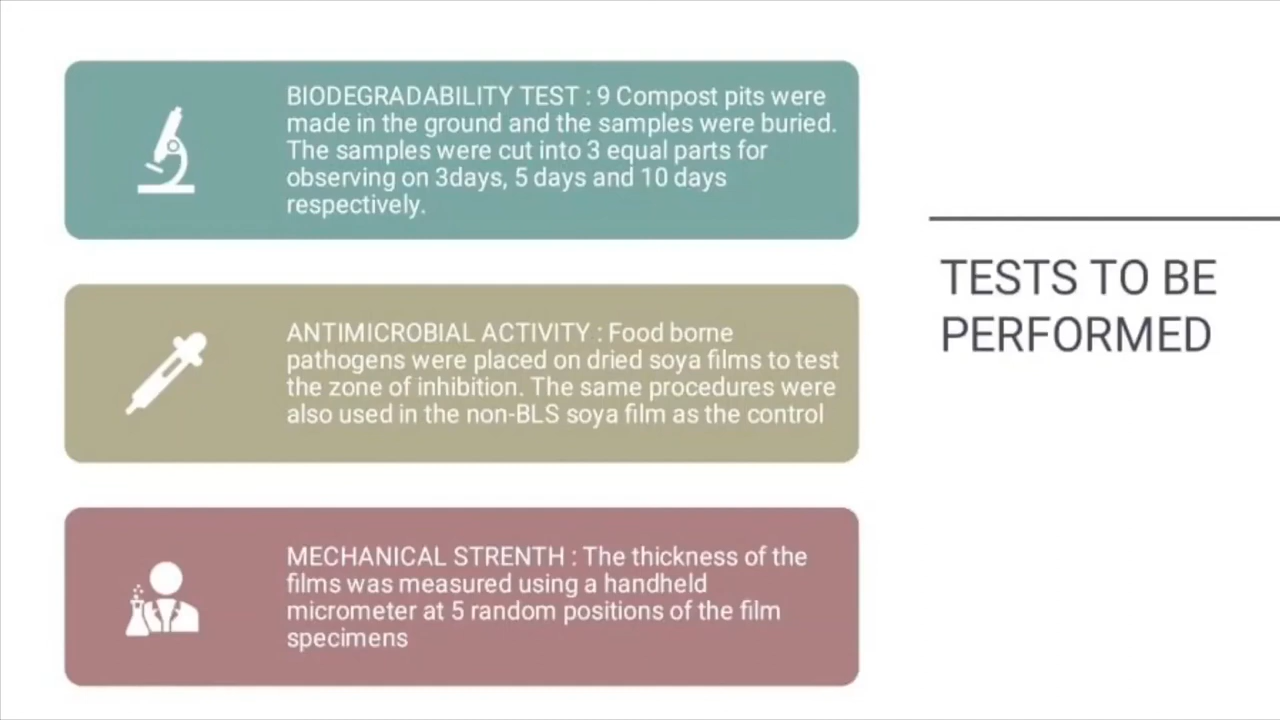 BIODEGRADABILITY TEST : 9 Compost pits were
made in the ground and the samples were buried.
The samples were cut into 3 equal parts for
observing on 3days, 5 days and 10 days
respectively.
ANTIMICROBIAL ACTIVITY : Food borne
pathogens were placed on dried soya films to test
the zone of inhibition. The same procedures were
also used in the non-BLS soya film as the control
MECHANICAL STRENTH : The thickness of the
films was measured using a handheld
micrometer at 5 random positions of the film
specimens
TESTS TO BE
PERFORMED